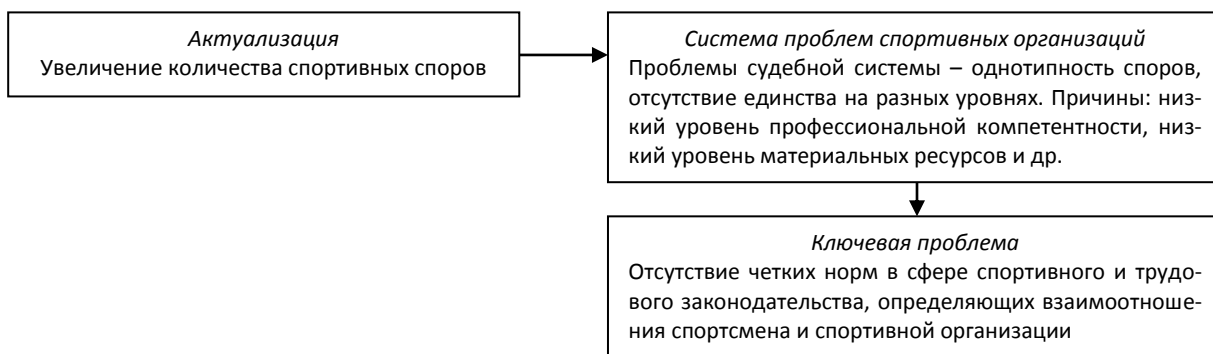 Актуализация
Увеличение количества спортивных споров
Система проблем спортивных организаций
Проблемы судебной системы – однотипность споров,
отсутствие единства на разных уровнях. Причины: низ-
кий уровень профессиональной компетентности, низ-
кий уровень материальных ресурсов и др.
Ключевая проблема
Отсутствие четких норм в сфере спортивного и трудо-
вого законодательства, определяющих взаимоотноше-
ния спортсмена и спортивной организации